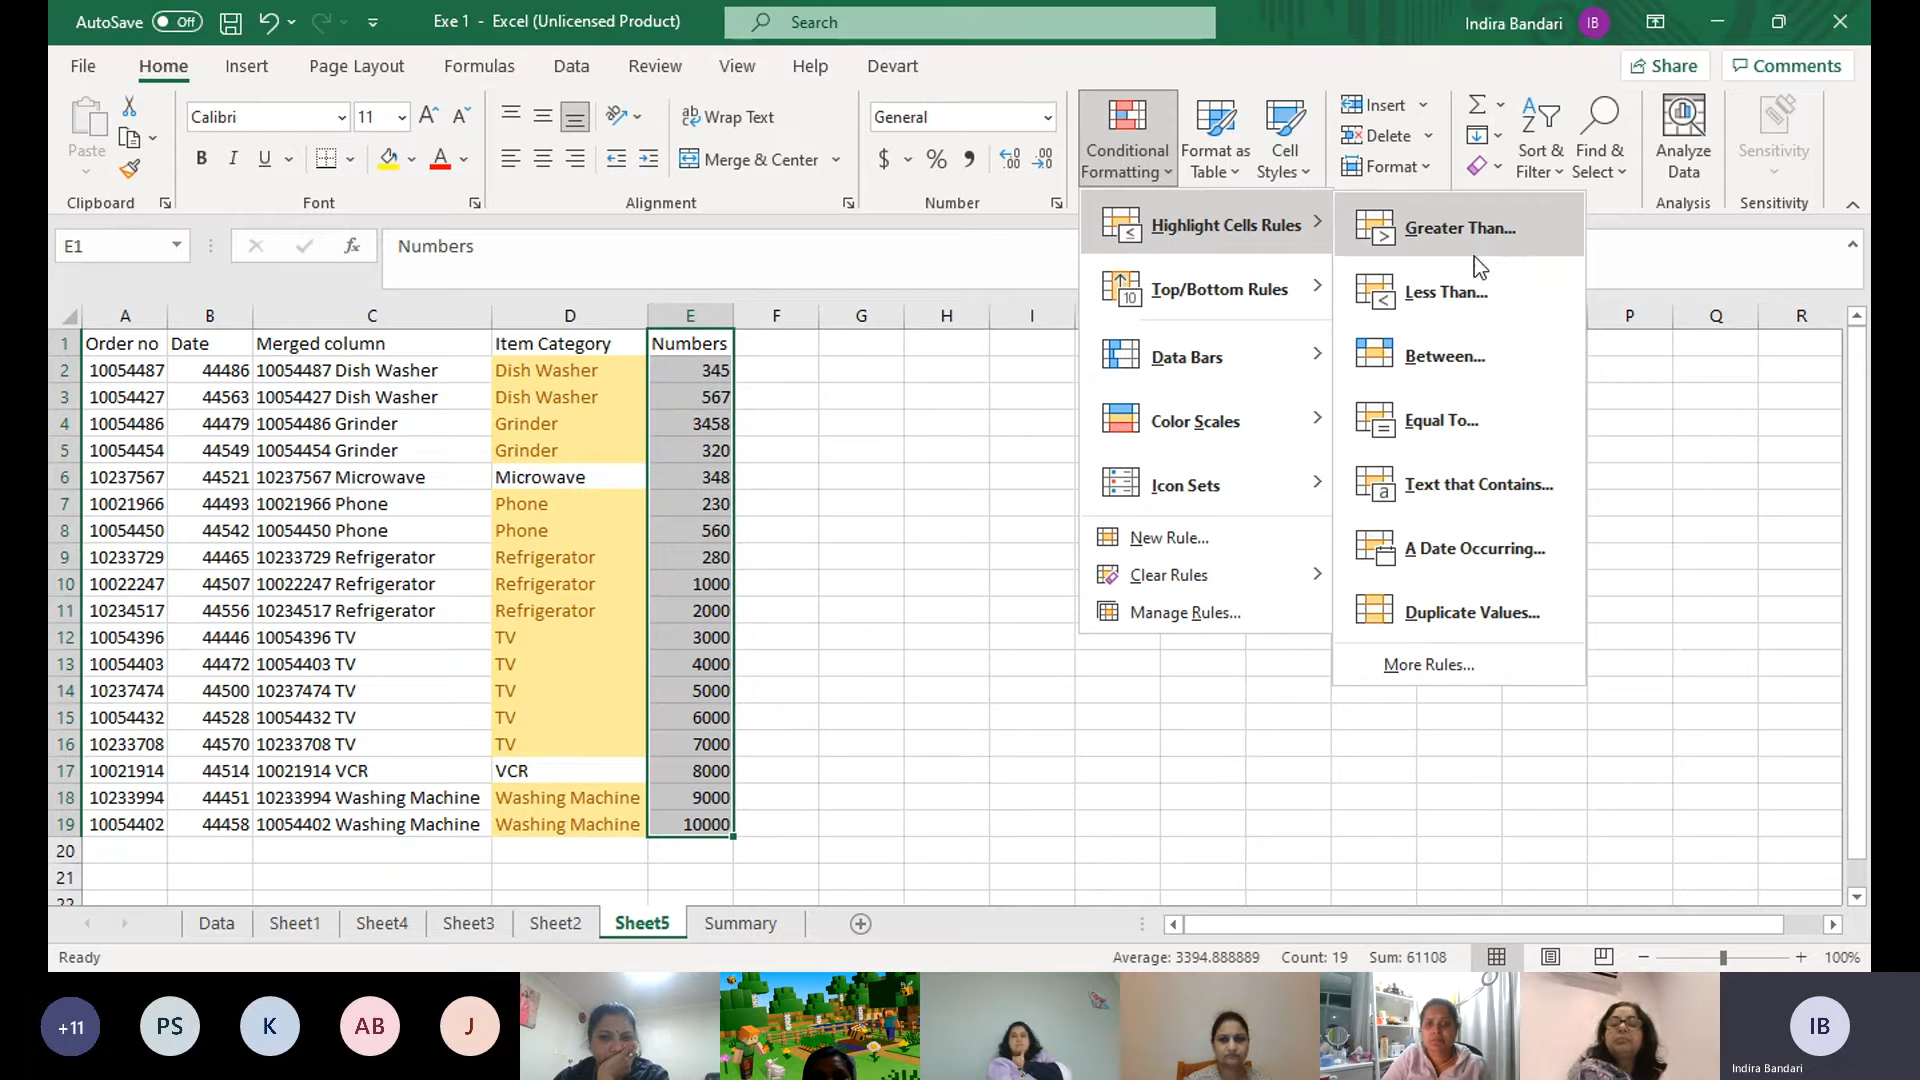 AutoSave Off Exe 1 - Excel (Unlicensed Product) Search Indira Bandari IB
File Home Insert Page Layout Formulas Data Review View Help Devart Share Comments
Paste Calibri 11 Wrap Text General Conditional Formatting Format as Table Cell Styles Insert Sort & Filter Find & Select Analyze Data Sensitivity
B I U Merge & Center $ % Delete
Format
Clipboard Font Alignment Number Analysis Sensitivity
E1 fx Numbers
Highlight Cells Rules
Top/Bottom Rules
Data Bars
Color Scales
Icon Sets
New Rule...
Clear Rules
Manage Rules...
Greater Than...
Less Than...
Between...
Equal To...
Text that Contains...
A Date Occurring...
Duplicate Values...
More Rules...
A B C D E F G H I P Q R
1 Order no Date Merged column Item Category Numbers
2 10054487 44486 10054487 Dish Washer Dish Washer 345
3 10054427 44563 10054427 Dish Washer Dish Washer 567
4 10054486 44479 10054486 Grinder Grinder 3458
5 10054454 44549 10054454 Grinder Grinder 320
6 10237567 44521 10237567 Microwave Microwave 348
7 10021966 44493 10021966 Phone Phone 230
8 10054450 44542 10054450 Phone Phone 560
9 10233729 44465 10233729 Refrigerator Refrigerator 280
10 10022247 44507 10022247 Refrigerator Refrigerator 1000
11 10234517 44556 10234517 Refrigerator Refrigerator 2000
12 10054396 44446 10054396 TV TV 3000
13 10054403 44472 10054403 TV TV 4000
14 10237474 44500 10237474 TV TV 5000
15 10054432 44528 10054432 TV TV 6000
16 10233708 44570 10233708 TV TV 7000
17 10021914 44514 10021914 VCR VCR 8000
18 10233994 44451 10233994 Washing Machine Washing Machine 9000
19 10054402 44458 10054402 Washing Machine Washing Machine 10000
20
21
22
Data Sheet1 Sheet4 Sheet3 Sheet2 Sheet5 Summary
Ready Average: 3394.888889 Count: 19 Sum: 61108 100%
+11 PS K AB J IB
Indira Bandari